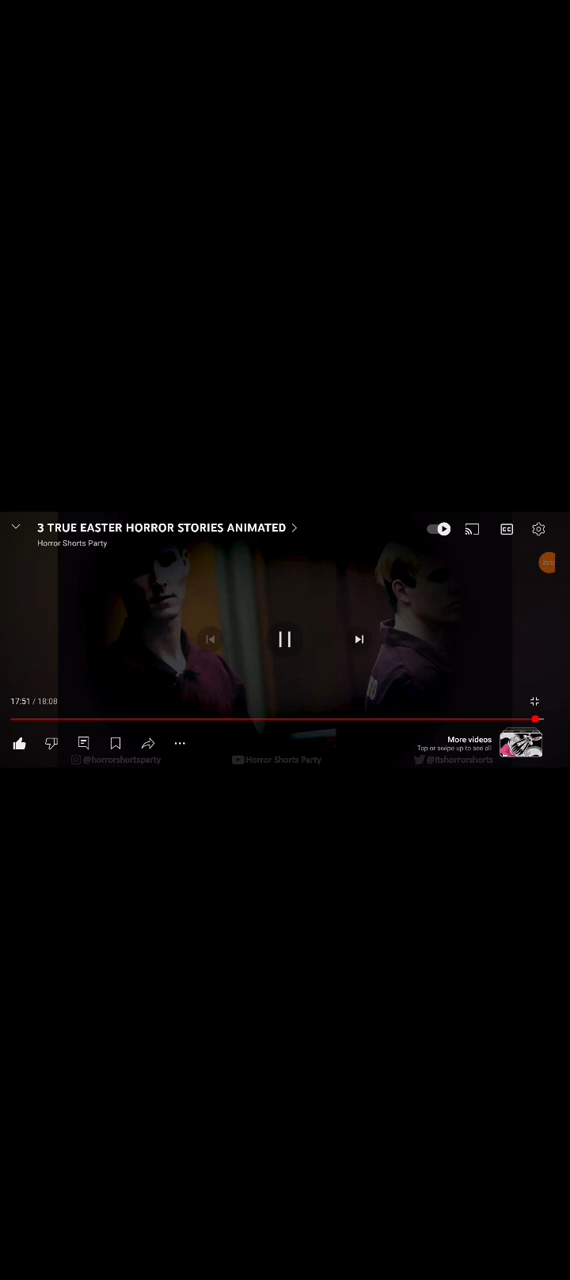 3 TRUE EASTER HORROR STORIES ANIMATED
Horror Shorts Party
CC
17:51 / 18:08
More videos
Tap or swipe up to see all
@horrorshortsparty
Horror Shorts Party
@itshorrorshorts